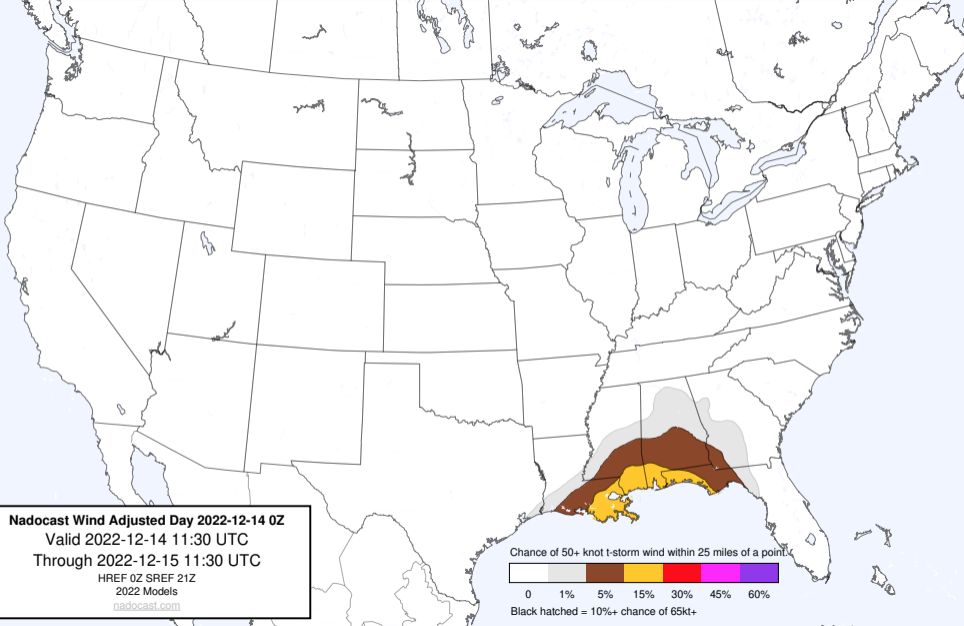 Nadocast Wind Adjusted Day 2022-12-14 0Z
Valid 2022-12-14 11:30 UTC
Through 2022-12-15 11:30 UTC
HREF 0Z SREF 21Z
2022 Models
nadocast.com
Chance of 50+ knot t-storm wind within 25 miles of a point.
0 1% 5% 15% 30% 45% 60%
Black hatched = 10%+ chance of 65kt+